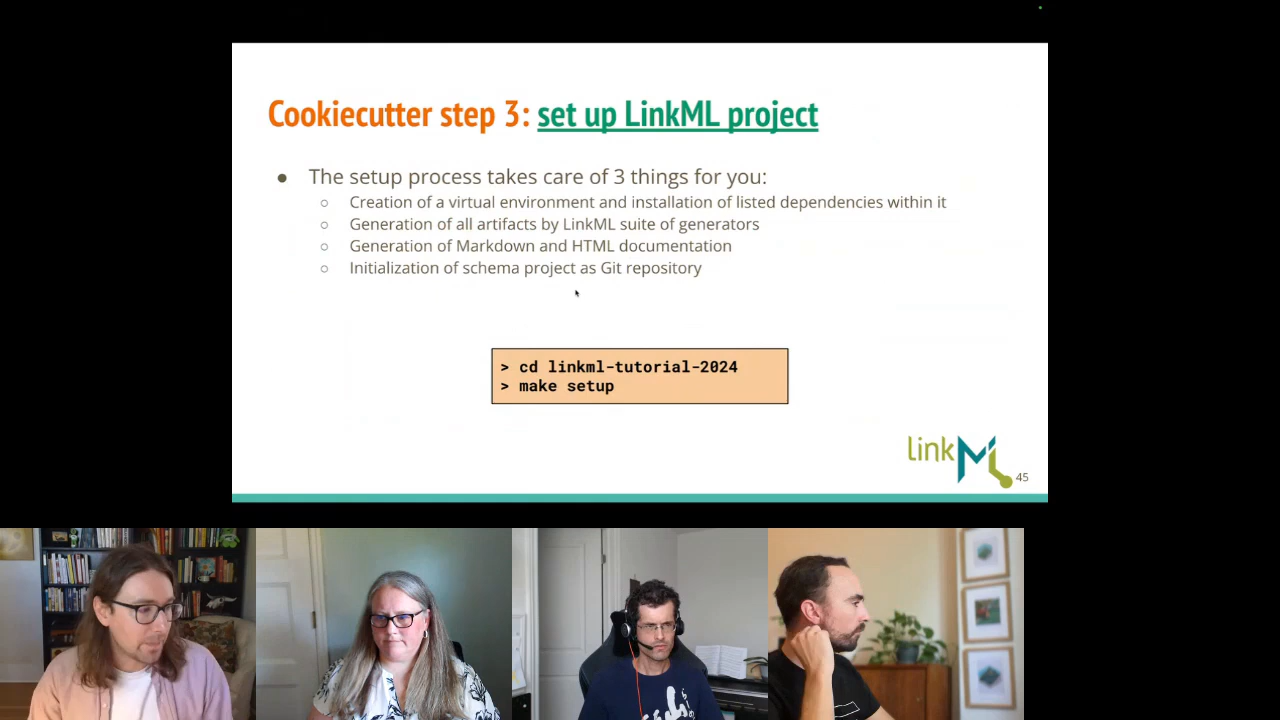 Cookiecutter step 3: set up LinkML project
● The setup process takes care of 3 things for you:
○ Creation of a virtual environment and installation of listed dependencies within it
○ Generation of all artifacts by LinkML suite of generators
○ Generation of Markdown and HTML documentation
○ Initialization of schema project as Git repository
> cd linkml-tutorial-2024
> make setup
linkML
45